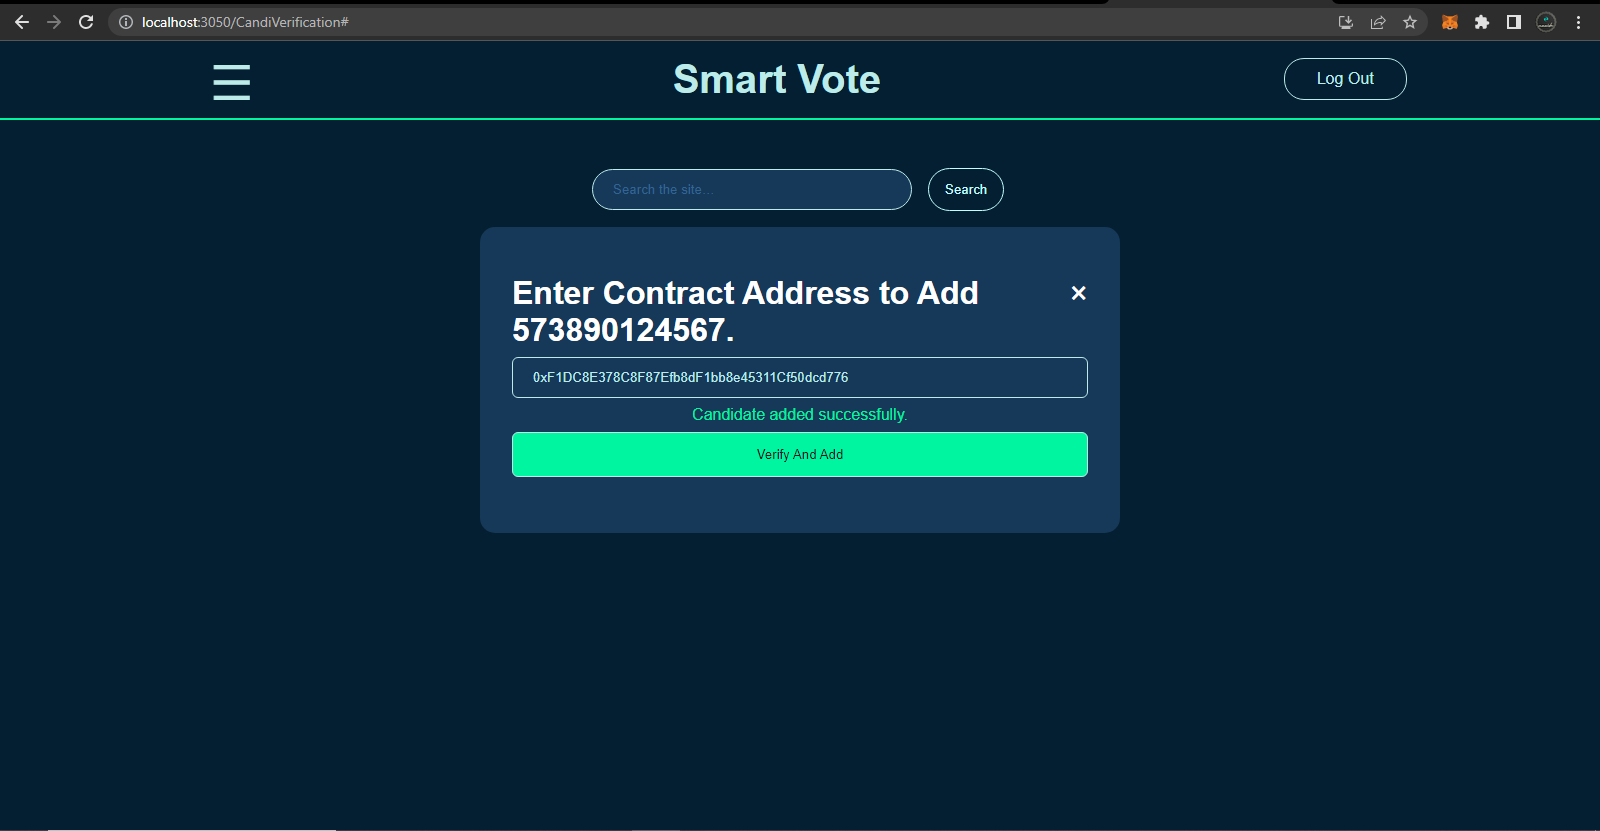 localhost:3050/CandiVerification#
Smart Vote
Log Out
Search the site...
Search
Enter Contract Address to Add
573890124567.
×
0xF1DC8E378C8F87Efb8dF1bb8e45311Cf50dcd776
Candidate added successfully.
Verify And Add